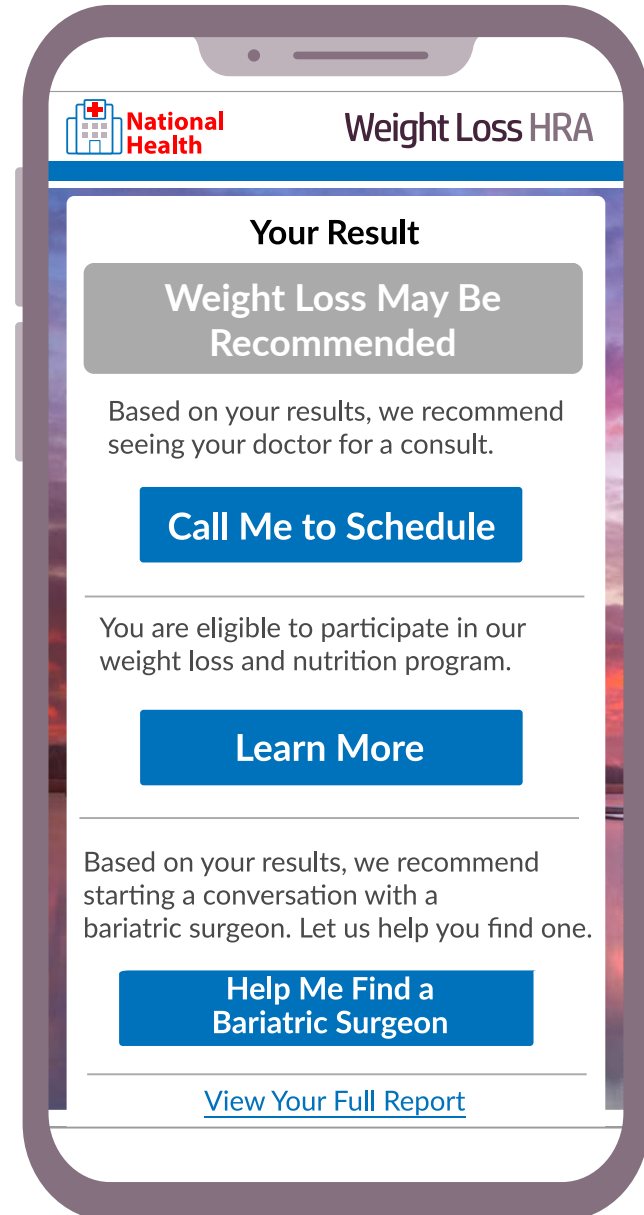 National
Health
Weight Loss HRA
Your Result
Weight Loss May Be
Recommended
Based on your results, we recommend
seeing your doctor for a consult.
Call Me to Schedule
You are eligible to participate in our
weight loss and nutrition program.
Learn More
Based on your results, we recommend
starting a conversation with a
bariatric surgeon. Let us help you find one.
Help Me Find a
Bariatric Surgeon
View Your Full Report